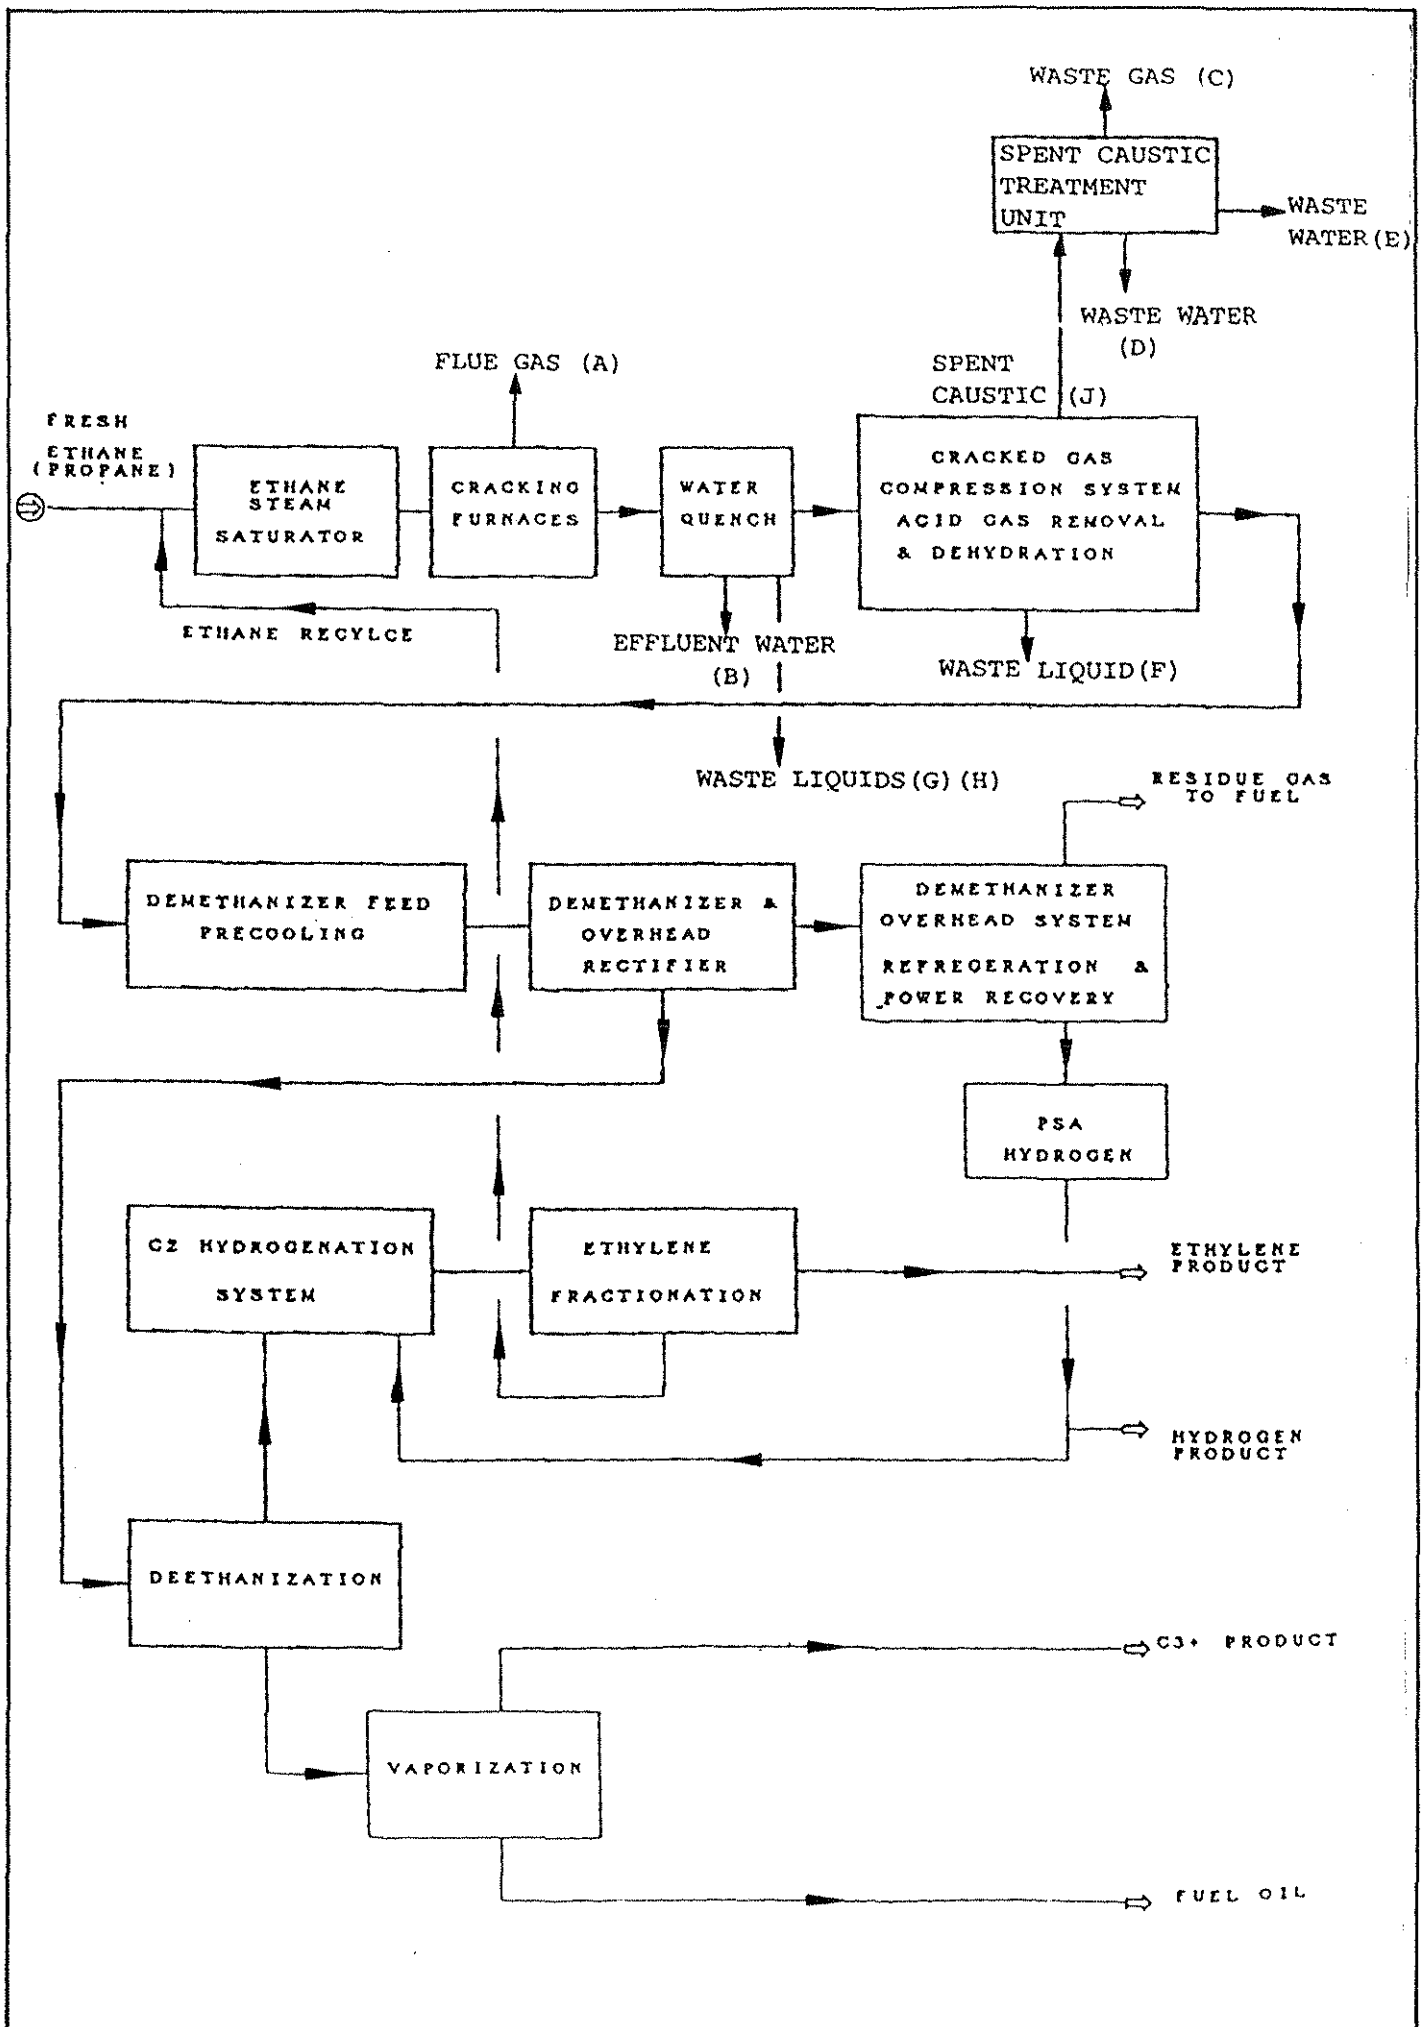 WASTE GAS (C)
SPENT CAUSTIC
TREATMENT
UNIT
WASTE
WATER(E)
WASTE WATER
(D)
FLUE GAS (A)
SPENT
CAUSTIC (J)
FRESH
ETHANE
(PROPANE)
ETHANE
STEAM
SATURATOR
CRACKING
FURNACES
WATER
QUENCH
CRACKED GAS
COMPRESSION SYSTEM
ACID GAS REMOVAL
& DEHYDRATION
ETHANE RECYLCE
EFFLUENT WATER
(B)
WASTE LIQUID(F)
WASTE LIQUIDS(G)(H)
RESIDUE GAS
TO FUEL
DEMETHANIZER FEED
PRECOOLING
DEMETHANIZER &
OVERHEAD
RECTIFIER
DEMETHANIZER
OVERHEAD SYSTEM
REFREGERATION &
POWER RECOVERY
PSA
HYDROGEN
C2 HYDROGENATION
SYSTEM
ETHYLENE
FRACTIONATION
ETHYLENE
PRODUCT
HYDROGEN
PRODUCT
DEETHANIZATION
C3+ PRODUCT
VAPORIZATION
FUEL OIL